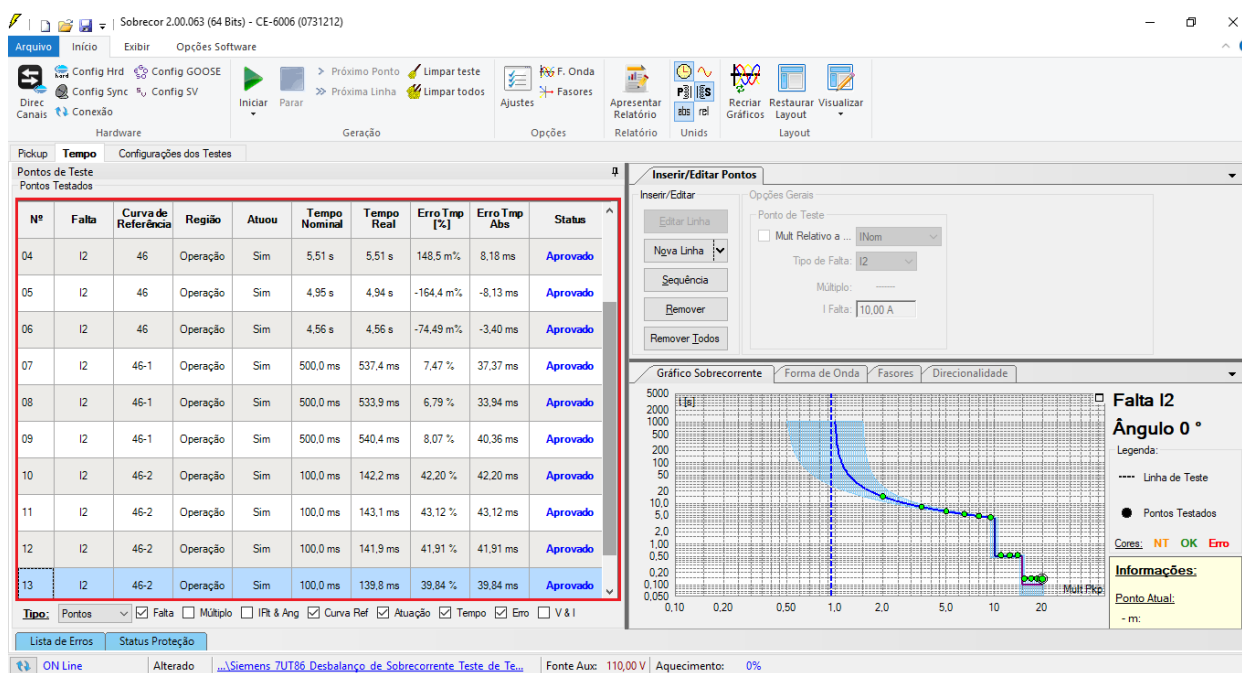 Sobrecor 2.00.063 (64 Bits) - CE-6006 (0731212)
Arquivo Início Exibir Opções Software
Direc Canais
Config Hrd Config GOOSE
Config Sync Config SV
Conexão
Hardware
Iniciar Parar
Próximo Ponto Limpar teste
Próxima Linha Limpar todos
Geração
Ajustes
F. Onda
Fasores
Opções
Apresentar Relatório
Relatório
abs rel
Unids
Recriar Gráficos
Restaurar Layout
Visualizar
Layout
Pickup Tempo Configurações dos Testes
Pontos de Teste
Pontos Testados
Nº Falta Curva de Referência Região Atuou Tempo Nominal Tempo Real Erro Tmp [%] Erro Tmp Abs Status
04 I2 46 Operação Sim 5,51 s 5,51 s 148,5 m% 8,18 ms Aprovado
05 I2 46 Operação Sim 4,95 s 4,94 s -164,4 m% -8,13 ms Aprovado
06 I2 46 Operação Sim 4,56 s 4,56 s -74,49 m% -3,40 ms Aprovado
07 I2 46-1 Operação Sim 500,0 ms 537,4 ms 7,47 % 37,37 ms Aprovado
08 I2 46-1 Operação Sim 500,0 ms 533,9 ms 6,79 % 33,94 ms Aprovado
09 I2 46-1 Operação Sim 500,0 ms 540,4 ms 8,07 % 40,36 ms Aprovado
10 I2 46-2 Operação Sim 100,0 ms 142,2 ms 42,20 % 42,20 ms Aprovado
11 I2 46-2 Operação Sim 100,0 ms 143,1 ms 43,12 % 43,12 ms Aprovado
12 I2 46-2 Operação Sim 100,0 ms 141,9 ms 41,91 % 41,91 ms Aprovado
13 I2 46-2 Operação Sim 100,0 ms 139,8 ms 39,84 % 39,84 ms Aprovado
Tipo: Pontos Falta Múltiplo IRt & Ang Curva Ref Atuação Tempo Erro V & I
Inserir/Editar Pontos
Inserir/Editar
Editar Linha
Nova Linha
Sequência
Remover
Remover Todos
Opções Gerais
Ponto de Teste
Mult Relativo a ... INom
Tipo de Falta: I2
Múltiplo: ----
I Falta: 10,00 A
Gráfico Sobrecorrente Forma de Onda Fasores Direcionalidade
t [s]
5000
2000
1000
500
200
100
50
20
10,0
5,0
2,0
1,00
0,50
0,20
0,100
0,050
0,10 0,20 0,50 1,0 2,0 5,0 10 20
Mult Pkp
Falta I2
Ângulo 0 °
Legenda:
---- Linha de Teste
Pontos Testados
Cores: NT OK Erro
Informações:
Ponto Atual:
- m:
Lista de Erros Status Proteção
ON Line Alterado ...\Siemens 7UT86 Desbalanço de Sobrecorrente Teste de Te... Fonte Aux: 110,00 V Aquecimento: 0%